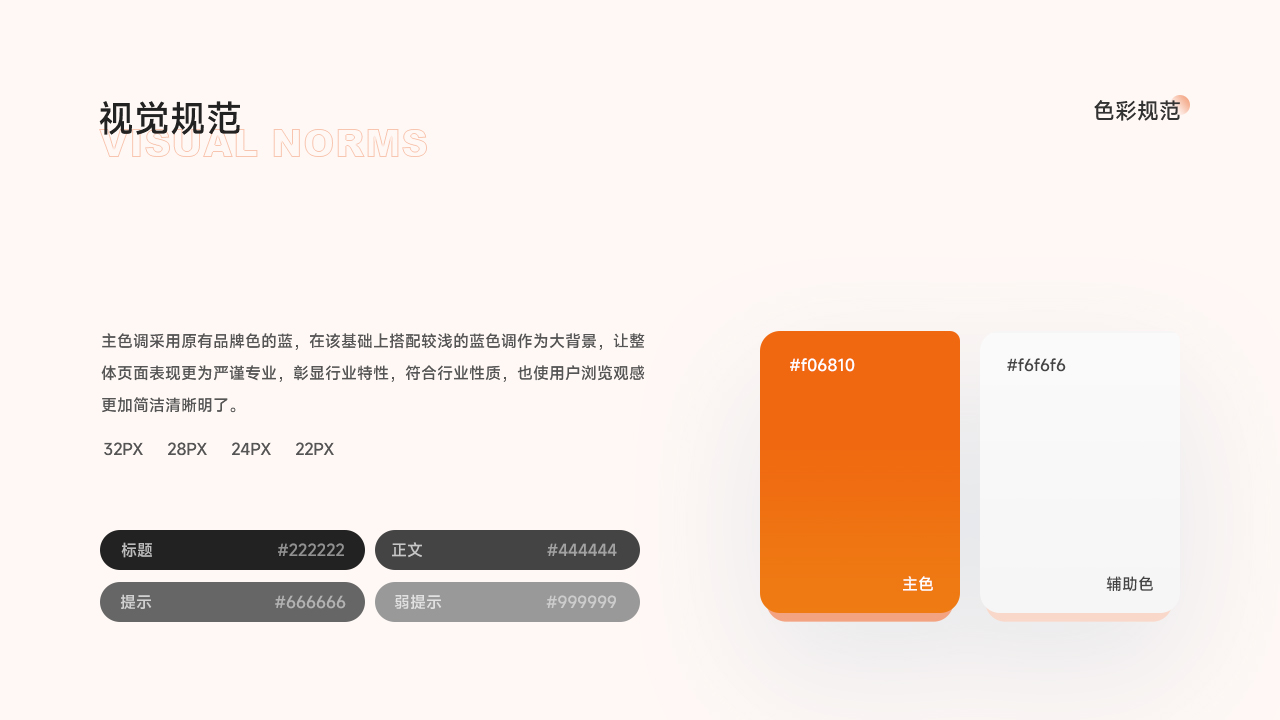 视觉规范
VISUAL NORMS
色彩规范
主色调采用原有品牌色的蓝，在该基础上搭配较浅的蓝色调作为大背景，让整
体页面表现更为严谨专业，彰显行业特性，符合行业性质，也使用户浏览观感
更加简洁清晰明了。
32PX 28PX 24PX 22PX
标题 #222222
正文 #444444
提示 #666666
弱提示 #999999
#f06810
主色
#f6f6f6
辅助色